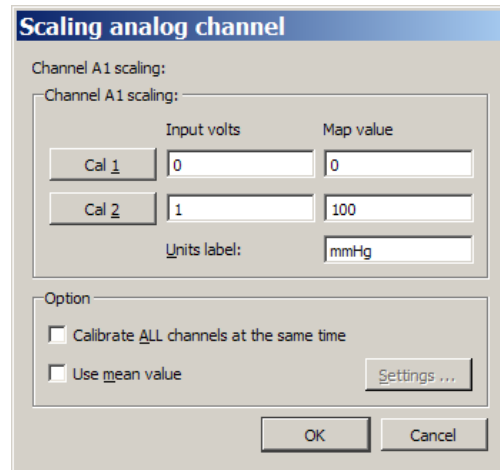 Scaling analog channel
Channel A1 scaling:
Channel A1 scaling:
Input volts Map value
Cal 1 0 0
Cal 2 1 100
Units label: mmHg
Option
Calibrate ALL channels at the same time
Use mean value Settings ...
OK Cancel